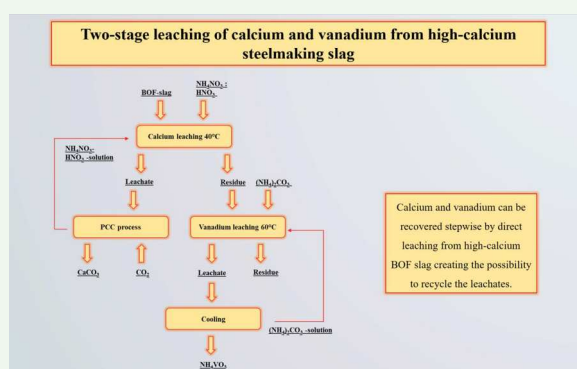 Two-stage leaching of calcium and vanadium from high-calcium
steelmaking slag
BOF-slag
NH₄NO₃ :
HNO₃
Calcium leaching 40°C
NH₄NO₃-
HNO₃ -solution
Leachate
Residue
(NH₄)₂CO₃
PCC process
Vanadium leaching 60°C
CaCO₃
CO₂
Leachate
Residue
Cooling
(NH₄)₂CO₃ -solution
NH₄VO₃
Calcium and vanadium can be
recovered stepwise by direct
leaching from high-calcium
BOF slag creating the possibility
to recycle the leachates.